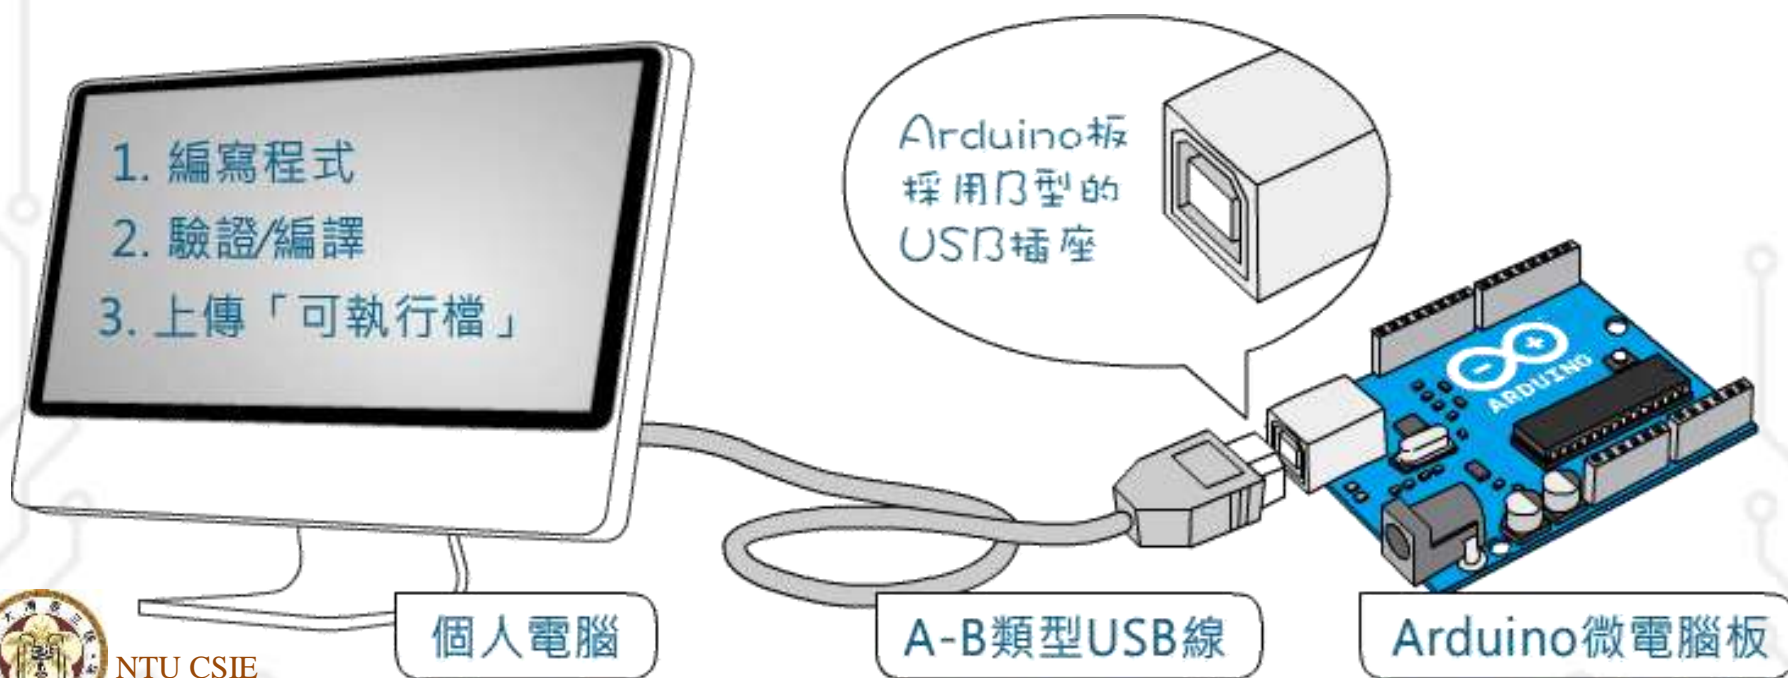 1. 編寫程式
2. 驗證/編譯
3. 上傳「可執行檔」
Arduino板
採用B型的
USB插座
ARDUINO
個人電腦
A-B類型USB線
Arduino微電腦板
NTU CSIE